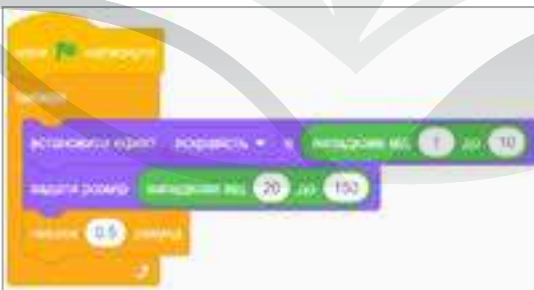 коли натиснуто
завжди
встановити ефект яскравість в випадкове від 1 до 10
задати розмір випадкове від 20 до 150
чекати 0.5 секунд